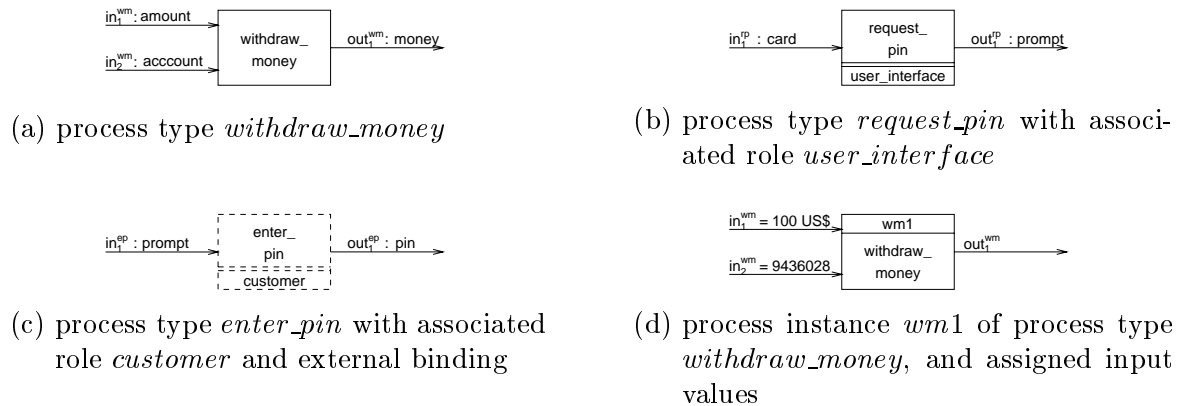 in₁ʷᵐ: amount
in₂ʷᵐ: acccount
withdraw_
money
out₁ʷᵐ: money
(a) process type withdraw_money
in₁ʳᵖ : card
request_
pin
user_interface
out₁ʳᵖ : prompt
(b) process type request_pin with associ-
ated role user_interface
in₁ᵉᵖ : prompt
enter_
pin
customer
out₁ᵉᵖ : pin
(c) process type enter_pin with associated
role customer and external binding
in₁ʷᵐ = 100 US$
in₂ʷᵐ = 9436028
wm1
withdraw_
money
out₁ʷᵐ
(d) process instance wm1 of process type
withdraw_money, and assigned input
values